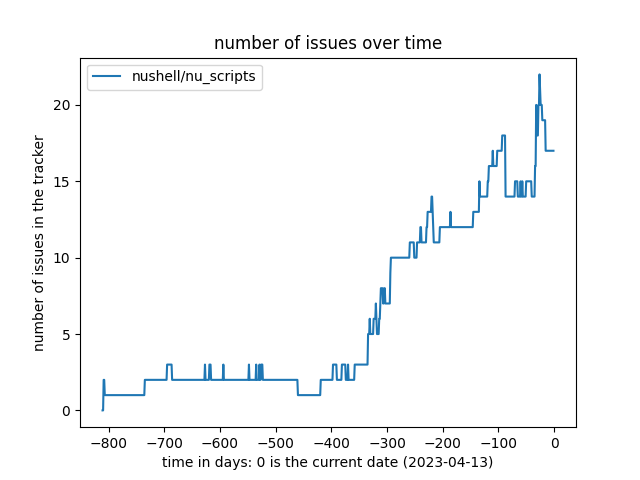 number of issues over time
nushell/nu_scripts
number of issues in the tracker
20
15
10
5
0
−800 −700 −600 −500 −400 −300 −200 −100 0
time in days: 0 is the current date (2023-04-13)